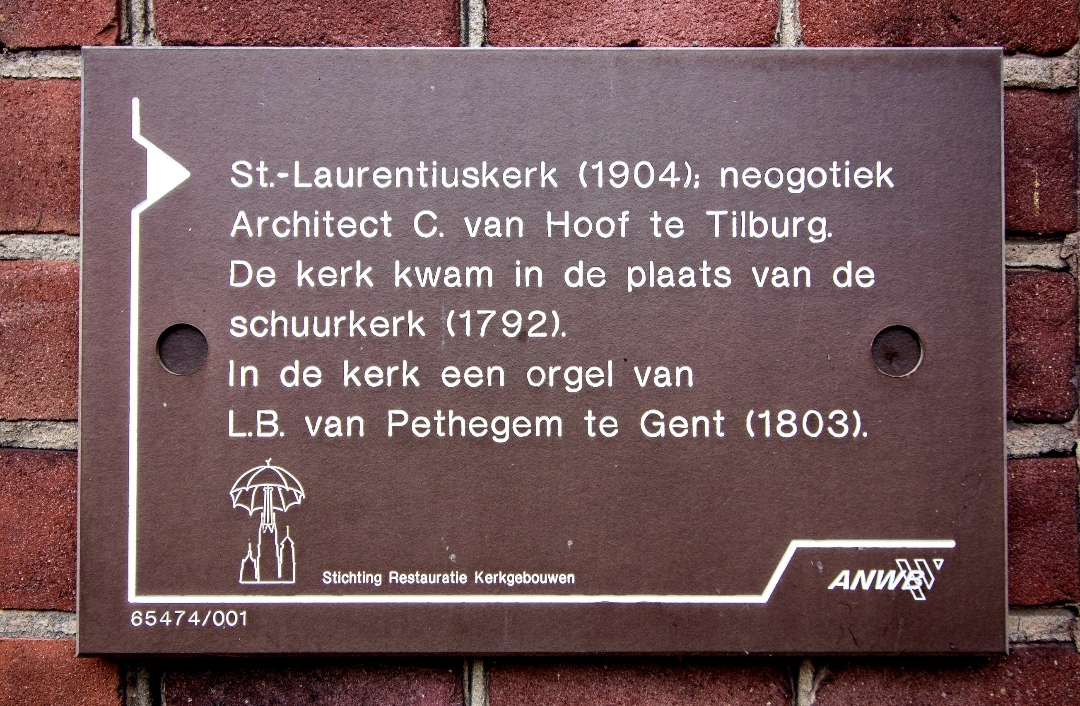 St.-Laurentiuskerk (1904): neogotiek
Architect C. van Hoof te Tilburg.
De kerk kwam in de plaats van de
schuurkerk (1792).
In de kerk een orgel van
L.B. van Pethegem te Gent (1803).
Stichting Restauratie Kerkgebouwen
ANWB
65474/001